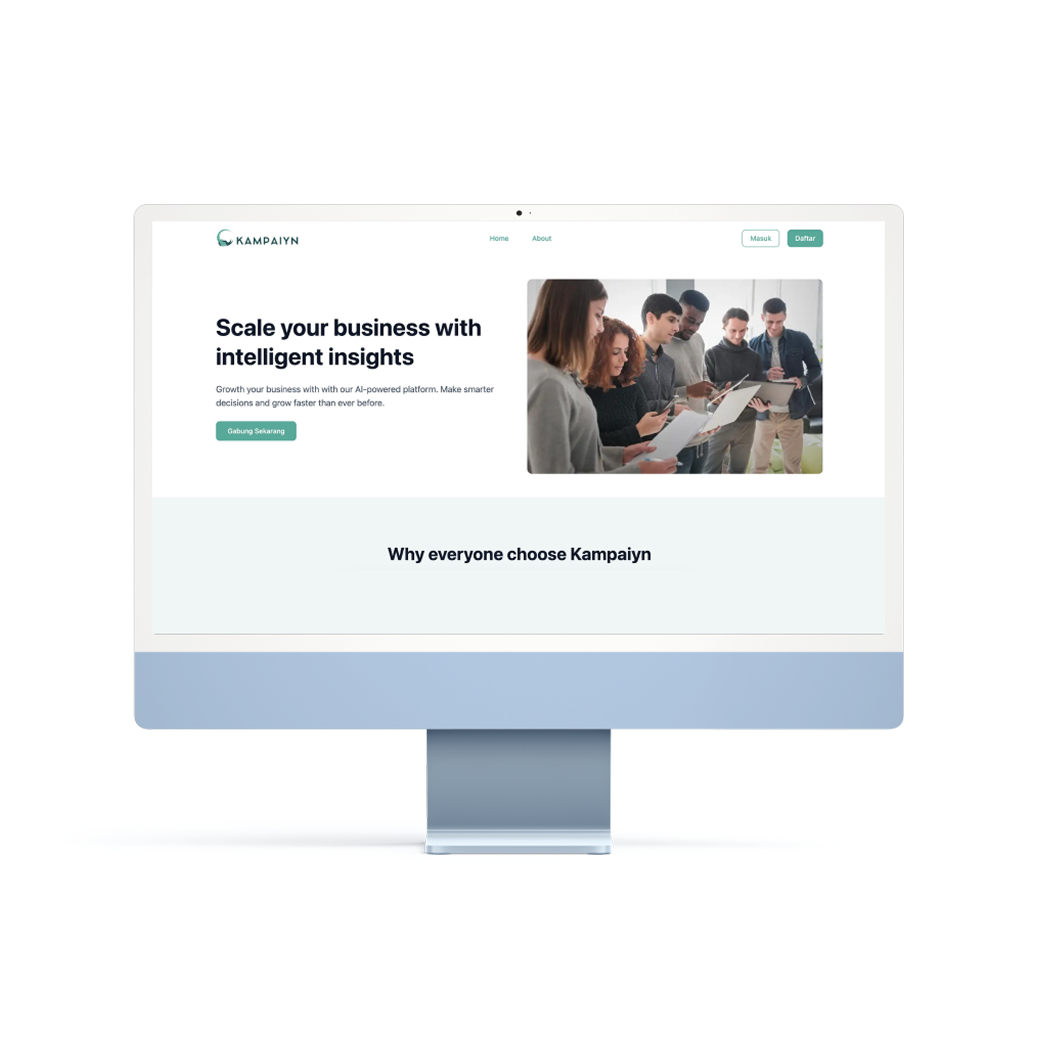 KAMPAIYN
Home
About
Masuk
Daftar
Scale your business with
intelligent insights
Growth your business with with our AI-powered platform. Make smarter
decisions and grow faster than ever before.
Gabung Sekarang
Why everyone choose Kampaiyn